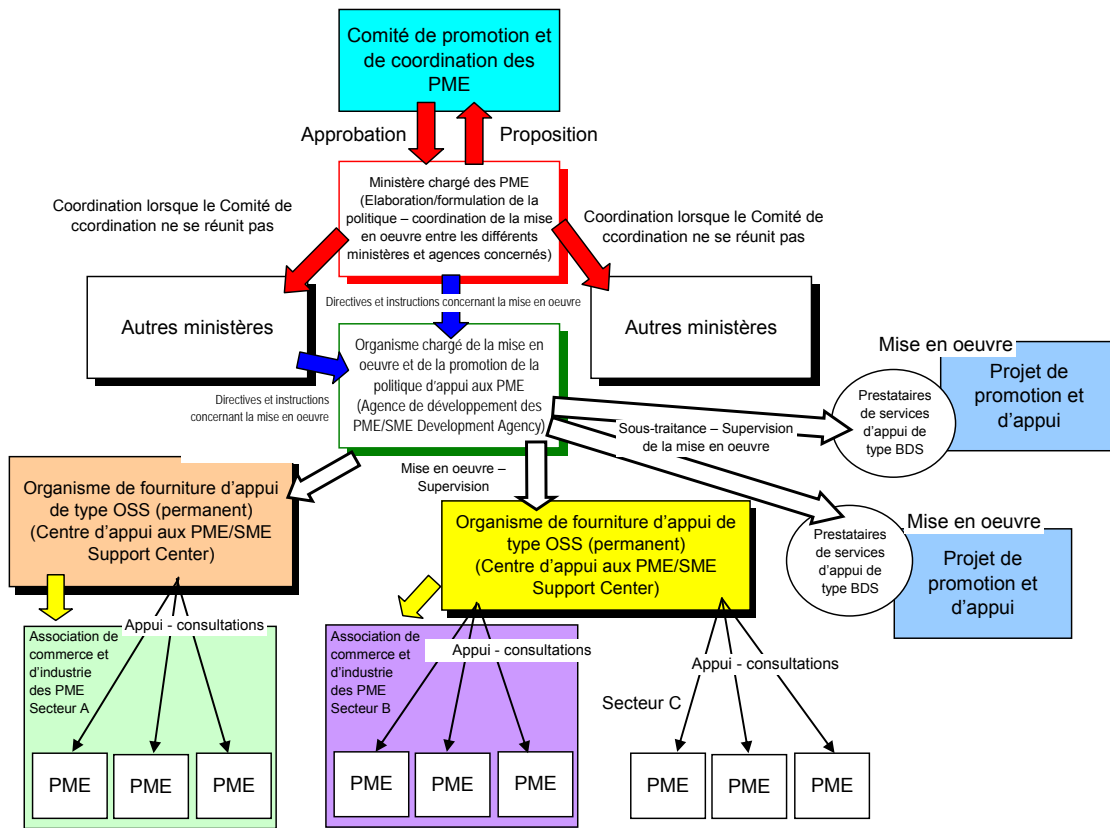 Comité de promotion et
de coordination des
PME
Approbation
Proposition
Ministère chargé des PME
(Elaboration/formulation de la
politique – coordination de la mise
en oeuvre entre les différents
ministères et agences concernés)
Coordination lorsque le Comité de
ccordination ne se réunit pas
Coordination lorsque le Comité de
ccordination ne se réunit pas
Directives et instructions concernant la mise en oeuvre
Autres ministères
Autres ministères
Organisme chargé de la mise en
oeuvre et de la promotion de la
politique d'appui aux PME
(Agence de développement des
PME/SME Development Agency)
Directives et instructions
concernant la mise en oeuvre
Mise en oeuvre
Projet de
promotion et
d'appui
Prestataires
de services
d'appui de
type BDS
Sous-traitance – Supervision
de la mise en oeuvre
Mise en oeuvre –
Supervision
Mise en oeuvre
Projet de
promotion et
d'appui
Prestataires
de services
d'appui de
type BDS
Organisme de fourniture d'appui
de type OSS (permanent)
(Centre d'appui aux PME/SME
Support Center)
Organisme de fourniture d'appui de
type OSS (permanent)
(Centre d'appui aux PME/SME
Support Center)
Association de
commerce et
d'industrie
des PME
Secteur A
Appui - consultations
Association de
commerce et
d'industrie
des PME
Secteur B
Appui - consultations
Appui - consultations
Secteur C
PME
PME
PME
PME
PME
PME
PME
PME
PME